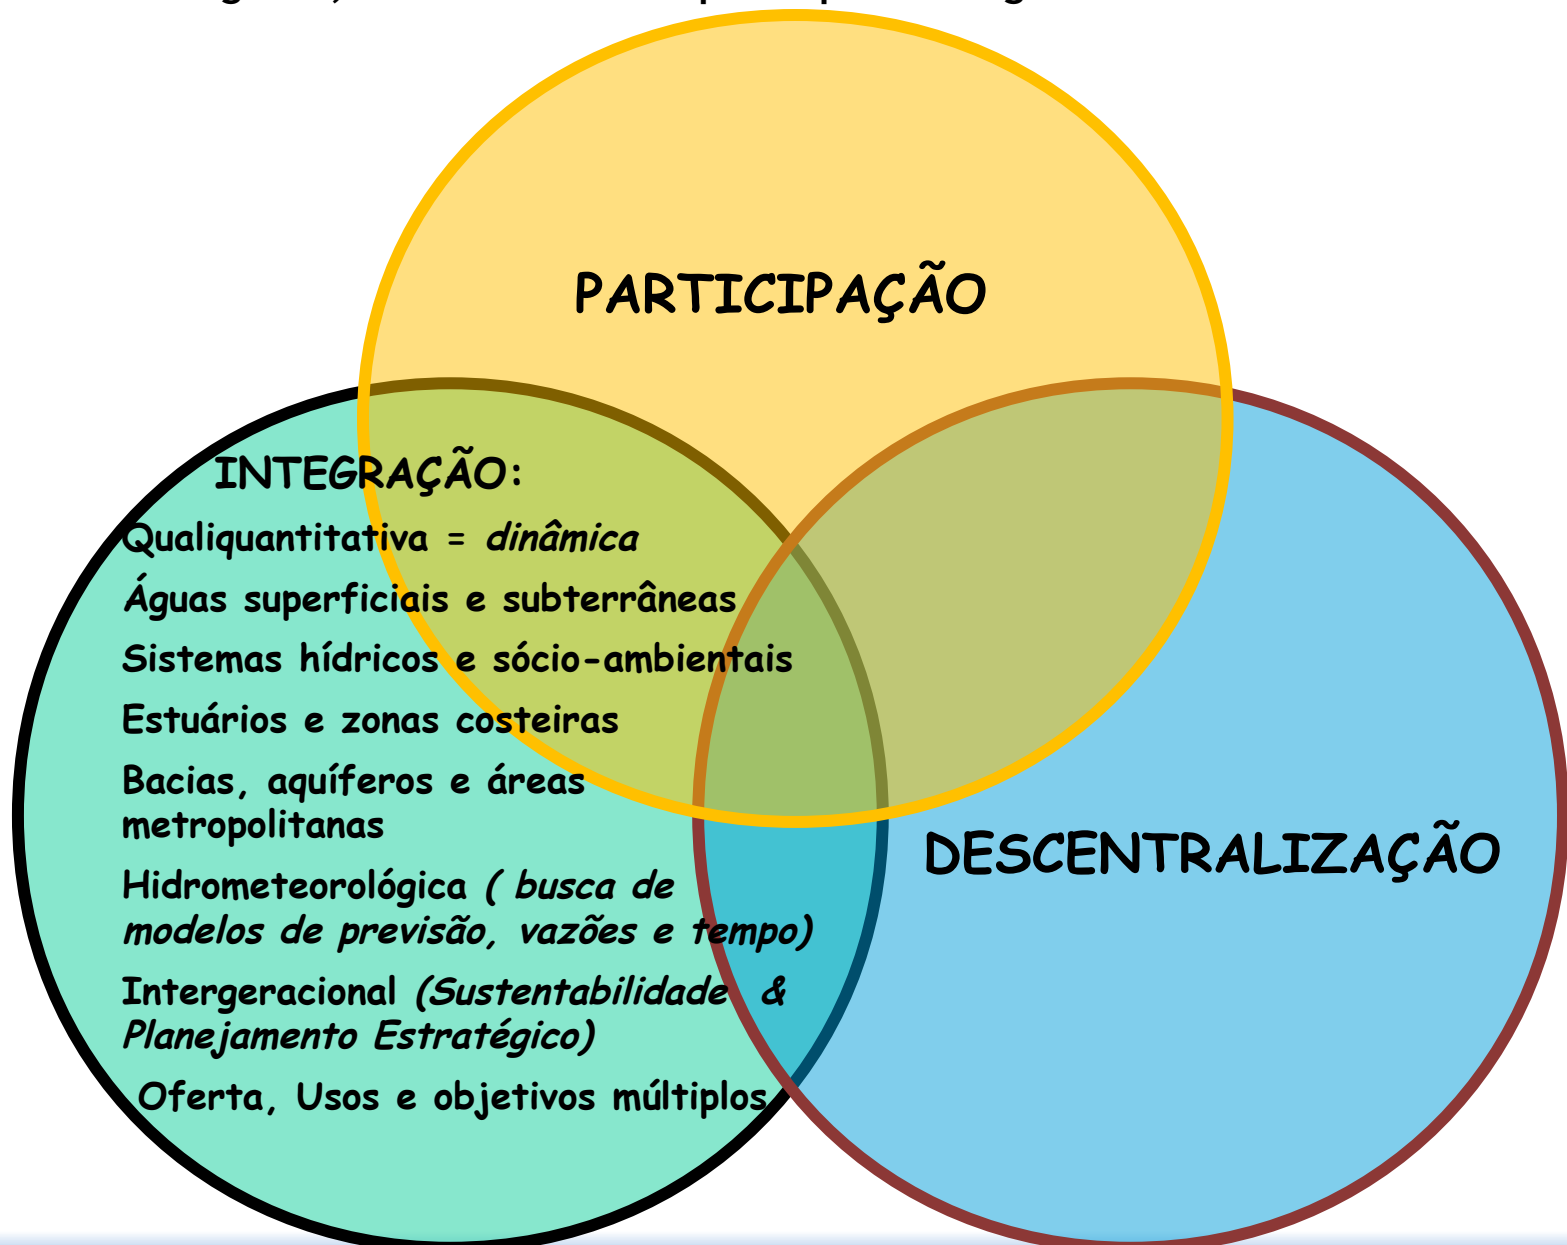 PARTICIPAÇÃO
INTEGRAÇÃO:
Qualiquantitativa = dinâmica
Águas superficiais e subterrâneas
Sistemas hídricos e sócio-ambientais
Estuários e zonas costeiras
Bacias, aquíferos e áreas
metropolitanas
DESCENTRALIZAÇÃO
Hidrometeorológica ( busca de
modelos de previsão, vazões e tempo)
Intergeracional (Sustentabilidade &
Planejamento Estratégico)
Oferta, Usos e objetivos múltiplos